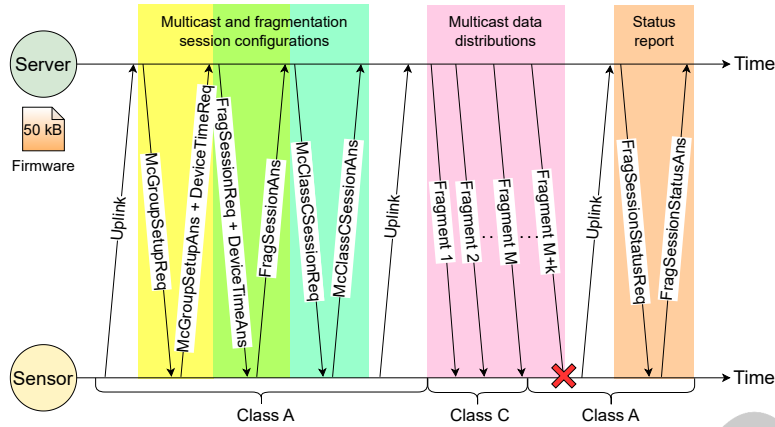 Multicast and fragmentation
session configurations
Multicast data
distributions
Status
report
Server
Time
50 kB
Firmware
Uplink
McGroupSetupReq
McGroupSetupAns + DeviceTimeReq
FragSessionReq + DeviceTimeAns
FragSessionAns
McClassCSessionReq
McClassCSessionAns
Uplink
Fragment 1
Fragment 2
..
Fragment M
....
Fragment M+k
Uplink
FragSessionStatusReq
FragSessionStatusAns
Sensor
Time
Class A
Class C
Class A